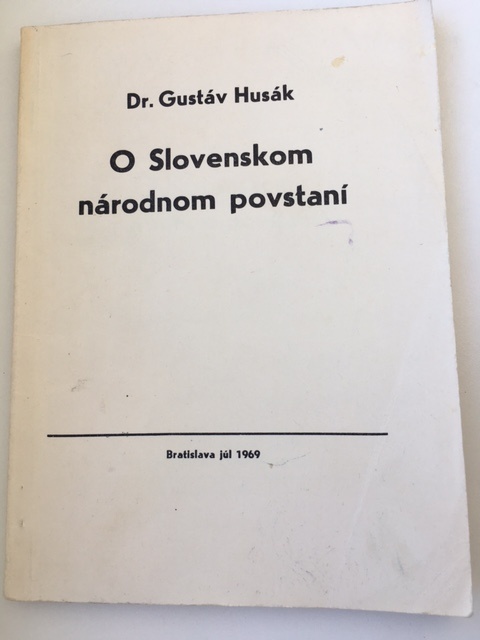 Dr. Gustáv Husák
O Slovenskom
národnom povstaní
Bratislava júl 1969